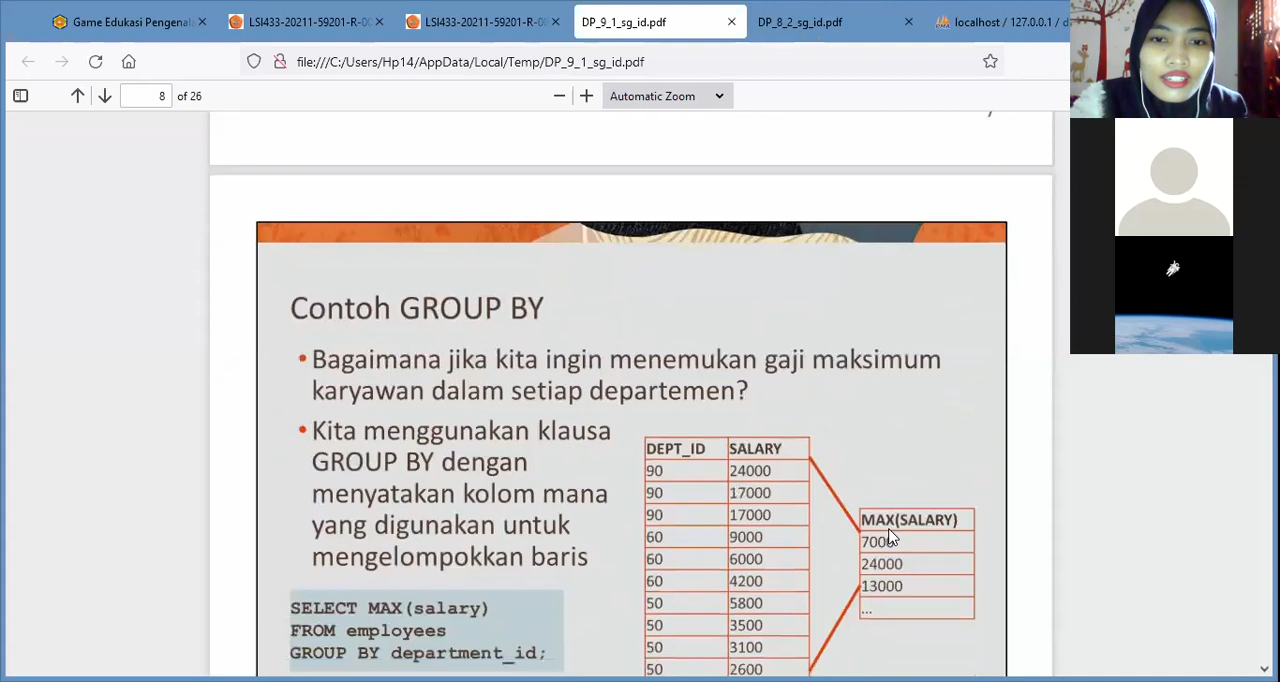 Game Edukasi Pengenal
LSI433-20211-59201-R-00
LSI433-20211-59201-R-0
DP_9_1_sg_id.pdf
DP_8_2_sg_id.pdf
localhost / 127.0.0.1 / d
file:///C:/Users/Hp14/AppData/Local/Temp/DP_9_1_sg_id.pdf
8 of 26
Automatic Zoom
Contoh GROUP BY
•Bagaimana jika kita ingin menemukan gaji maksimum
karyawan dalam setiap departemen?
•Kita menggunakan klausa
GROUP BY dengan
menyatakan kolom mana
yang digunakan untuk
mengelompokkan baris
SELECT MAX(salary)
FROM employees
GROUP BY department_id;
DEPT_ID SALARY
90 24000
90 17000
90 17000
60 9000
60 6000
60 4200
50 5800
50 3500
50 3100
50 2600
MAX(SALARY)
7000
24000
13000
...